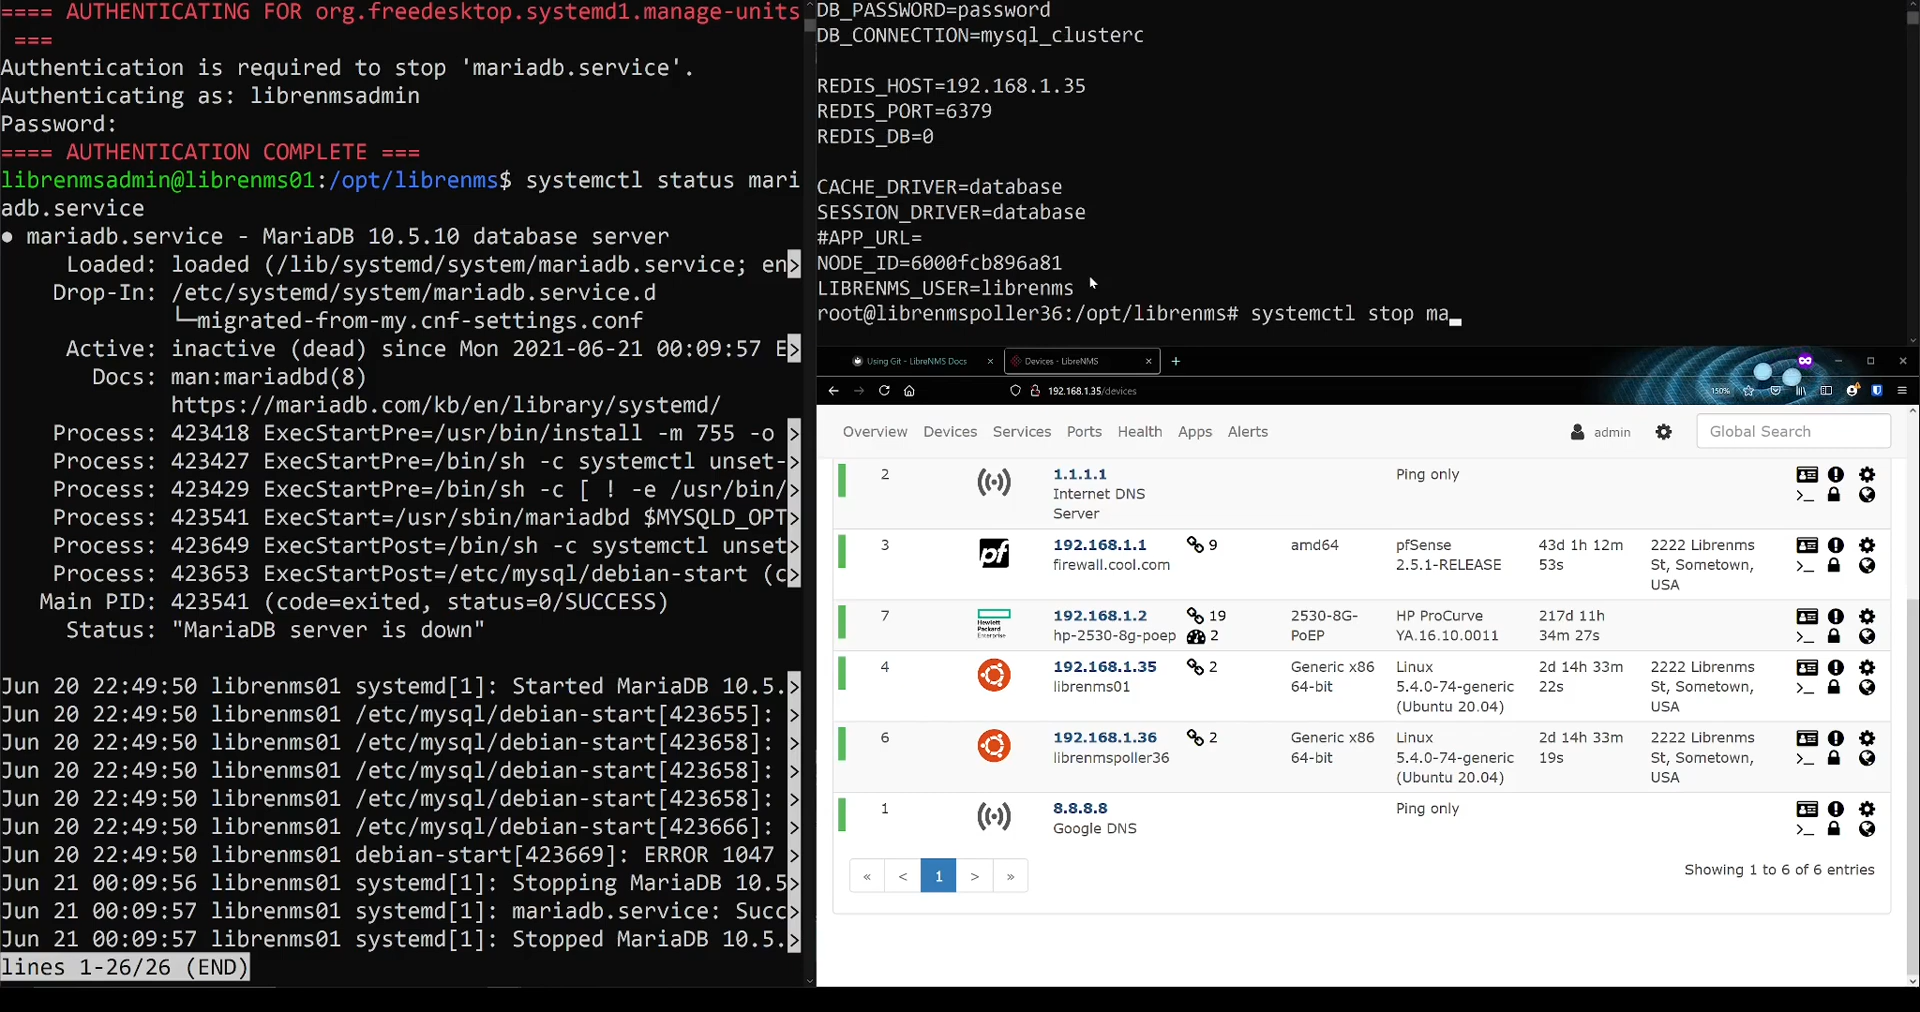 ==== AUTHENTICATING FOR org.freedesktop.systemd1.manage-units
===
Authentication is required to stop 'mariadb.service'.
Authenticating as: librenmsadmin
Password:
==== AUTHENTICATION COMPLETE ===
librenmsadmin@librenms01:/opt/librenms$ systemctl status mari
adb.service
● mariadb.service - MariaDB 10.5.10 database server
Loaded: loaded (/lib/systemd/system/mariadb.service; en>
Drop-In: /etc/systemd/system/mariadb.service.d
└─migrated-from-my.cnf-settings.conf
Active: inactive (dead) since Mon 2021-06-21 00:09:57 E>
Docs: man:mariadbd(8)
https://mariadb.com/kb/en/library/systemd/
Process: 423418 ExecStartPre=/usr/bin/install -m 755 -o >
Process: 423427 ExecStartPre=/bin/sh -c systemctl unset->
Process: 423429 ExecStartPre=/bin/sh -c [ ! -e /usr/bin/>
Process: 423541 ExecStart=/usr/sbin/mariadbd $MYSQLD_OPT>
Process: 423649 ExecStartPost=/bin/sh -c systemctl unset>
Process: 423653 ExecStartPost=/etc/mysql/debian-start (c>
Main PID: 423541 (code=exited, status=0/SUCCESS)
Status: "MariaDB server is down"
Jun 20 22:49:50 librenms01 systemd[1]: Started MariaDB 10.5.>
Jun 20 22:49:50 librenms01 /etc/mysql/debian-start[423655]: >
Jun 20 22:49:50 librenms01 /etc/mysql/debian-start[423658]: >
Jun 20 22:49:50 librenms01 /etc/mysql/debian-start[423658]: >
Jun 20 22:49:50 librenms01 /etc/mysql/debian-start[423658]: >
Jun 20 22:49:50 librenms01 /etc/mysql/debian-start[423666]: >
Jun 20 22:49:50 librenms01 debian-start[423669]: ERROR 1047 >
Jun 21 00:09:56 librenms01 systemd[1]: Stopping MariaDB 10.5>
Jun 21 00:09:57 librenms01 systemd[1]: mariadb.service: Succ>
Jun 21 00:09:57 librenms01 systemd[1]: Stopped MariaDB 10.5.>
lines 1-26/26 (END)
DB_PASSWORD=password
DB_CONNECTION=mysql_clusterc
REDIS_HOST=192.168.1.35
REDIS_PORT=6379
REDIS_DB=0
CACHE_DRIVER=database
SESSION_DRIVER=database
#APP_URL=
NODE_ID=6000fcb896a81
LIBRENMS_USER=librenms
root@librenmspoller36:/opt/librenms# systemctl stop ma
Using Git - LibreNMS Docs × Devices - LibreNMS × +
192.168.1.35/devices 150%
Overview Devices Services Ports Health Apps Alerts admin Global Search
2 1.1.1.1 Ping only
Internet DNS
Server
3 pf 192.168.1.1 9 amd64 pfSense 43d 1h 12m 2222 Librenms
firewall.cool.com 2.5.1-RELEASE 53s St, Sometown,
USA
7 Hewlett Packard Enterprise 192.168.1.2 19 2530-8G- HP ProCurve 217d 11h
hp-2530-8g-poep 2 PoEP YA.16.10.0011 34m 27s
4 192.168.1.35 2 Generic x86 Linux 2d 14h 33m 2222 Librenms
librenms01 64-bit 5.4.0-74-generic 22s St, Sometown,
(Ubuntu 20.04) USA
6 192.168.1.36 2 Generic x86 Linux 2d 14h 33m 2222 Librenms
librenmspoller36 64-bit 5.4.0-74-generic 19s St, Sometown,
(Ubuntu 20.04) USA
1 8.8.8.8 Ping only
Google DNS
« < 1 > » Showing 1 to 6 of 6 entries